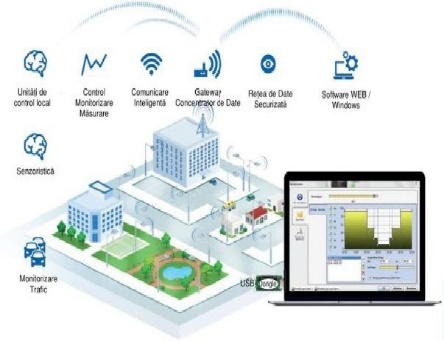 Unități de
control local
Control
Monitorizare
Măsurare
Comunicare
Inteligentă
Gateway
Concentrator de Date
Rețea de Date
Securizată
Software WEB /
Windows
Senzoristică
Monitorizare
Trafic
USB Dongle